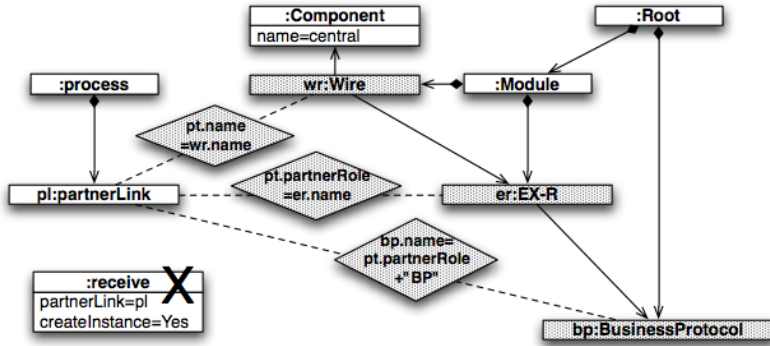 :Component
name=central
:Root
:process
wr:Wire
:Module
pt.name
=wr.name
pl:partnerLink
pt.partnerRole
=er.name
er:EX-R
bp.name=
pt.partnerRole
+"BP"
:receive
X
partnerLink=pl
createInstance=Yes
bp:BusinessProtocol